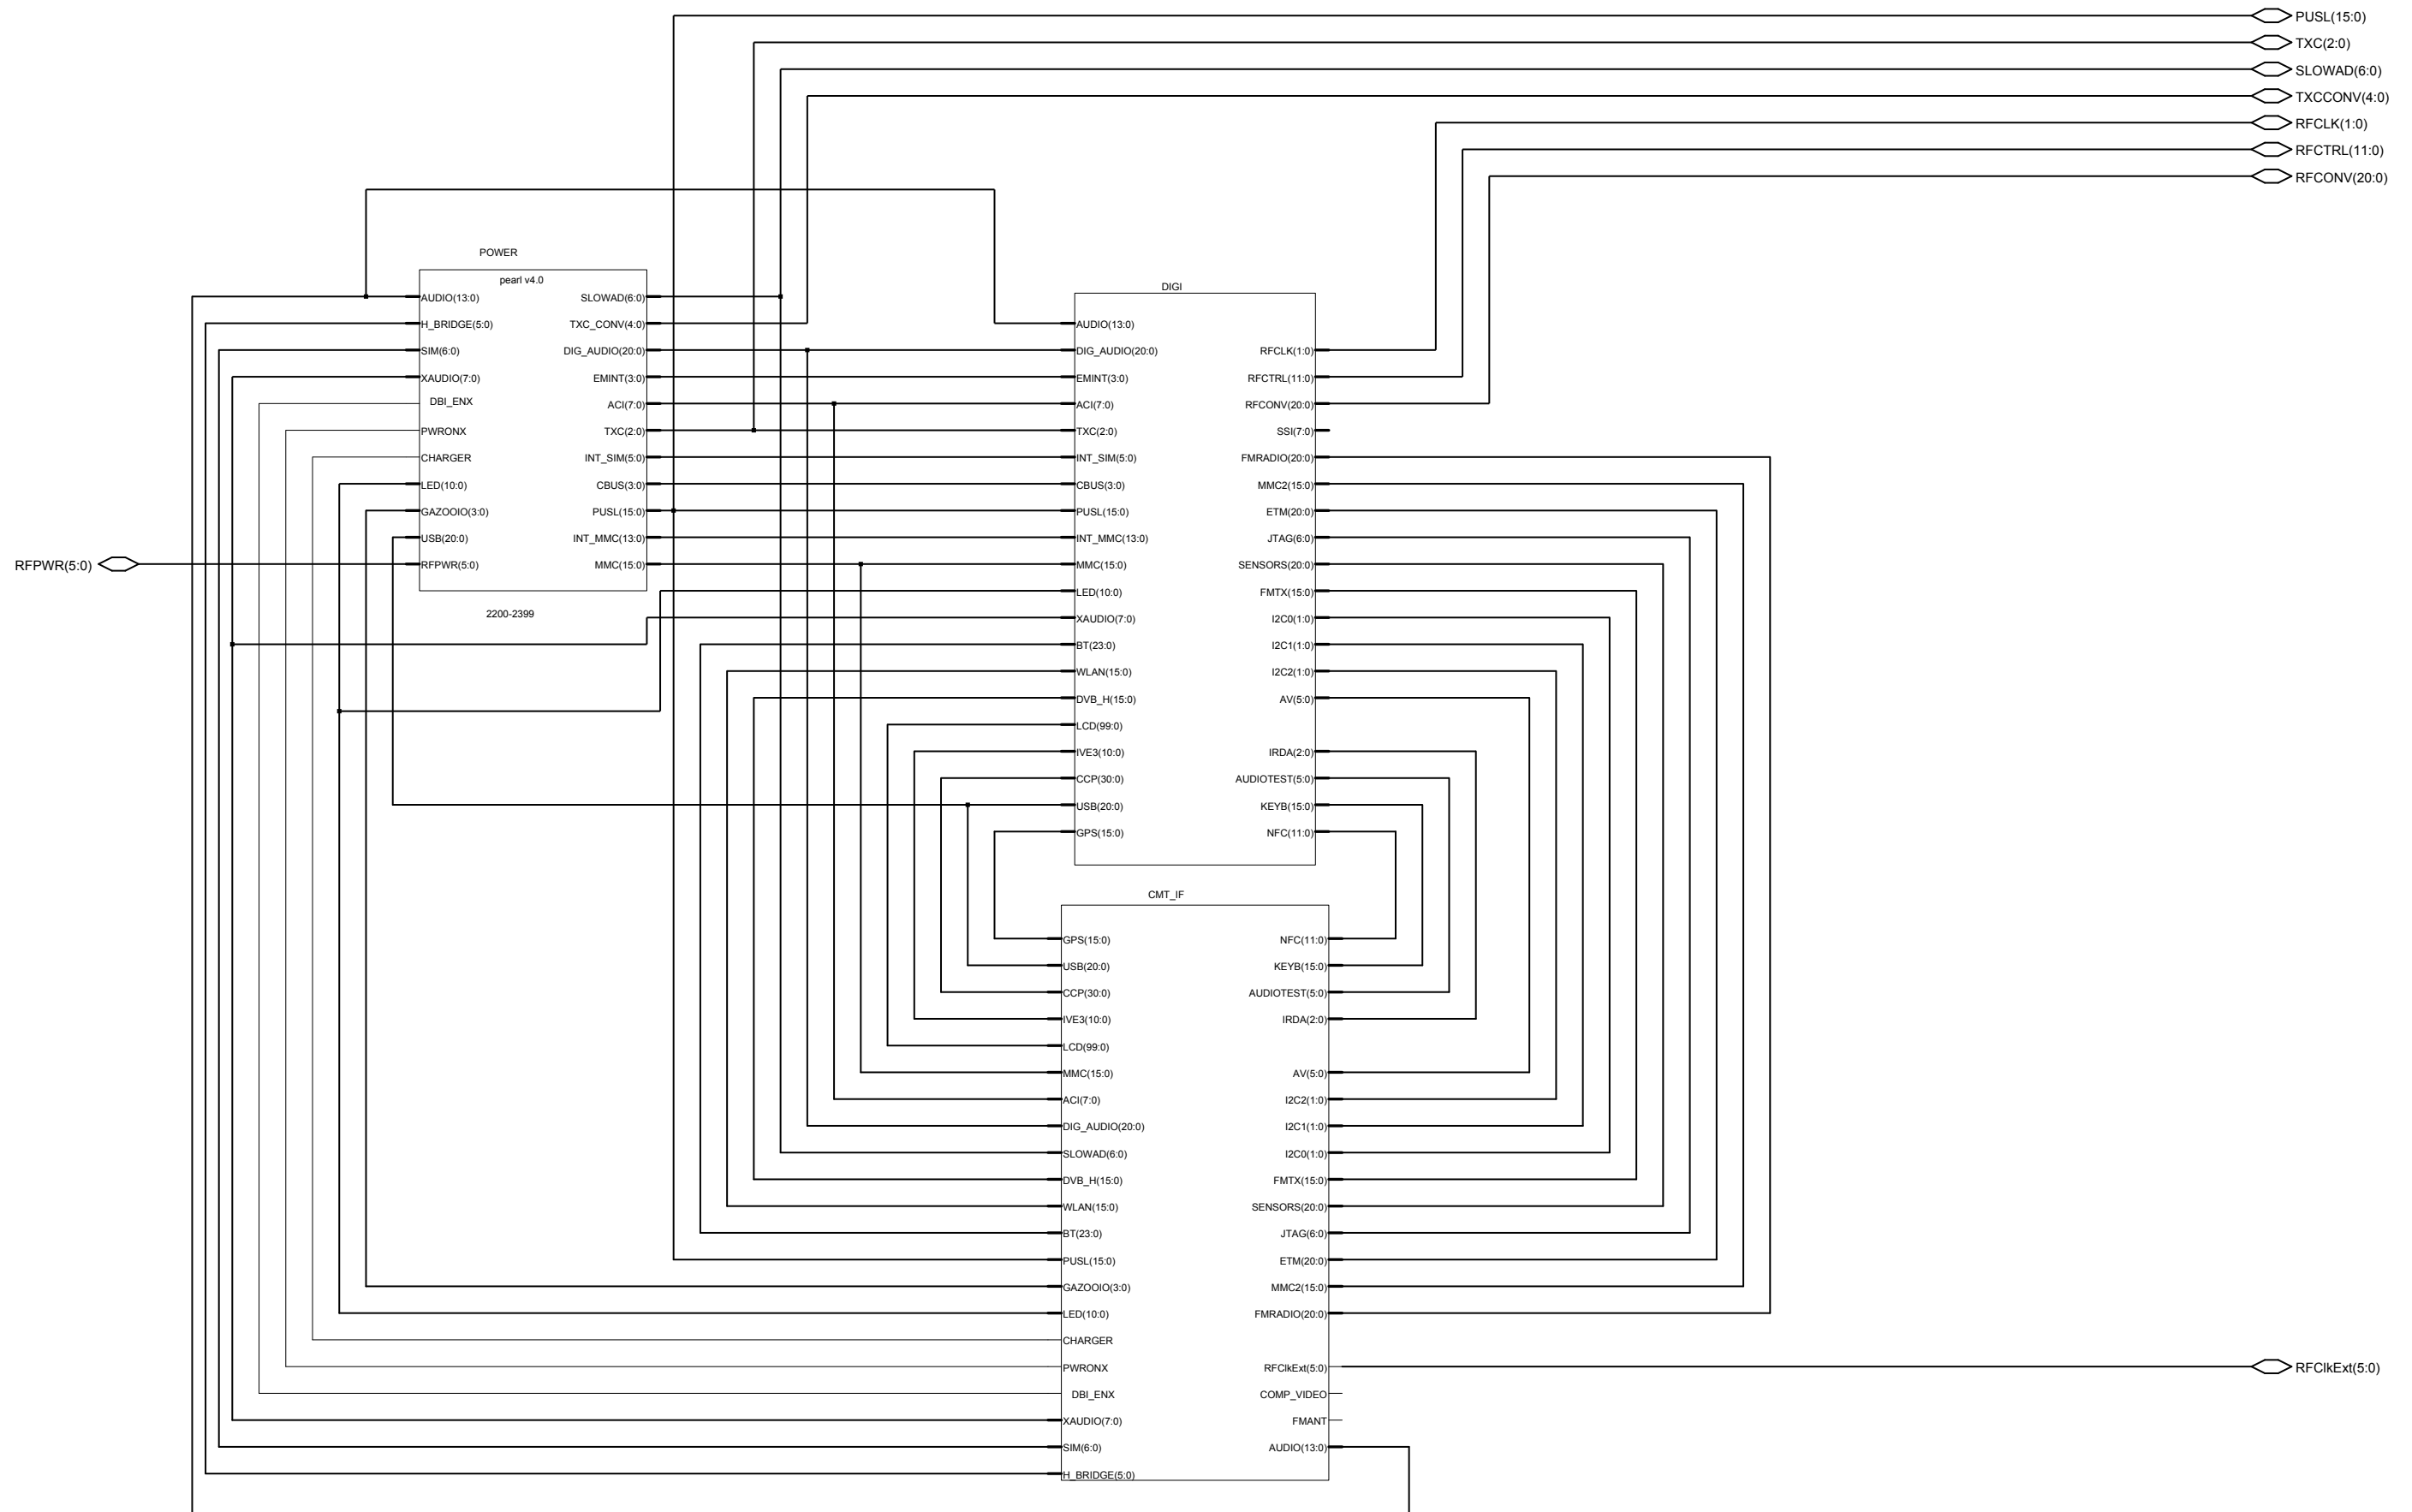 PUSL(15:0)
TXC(2:0)
SLOWAD(6:0)
TXCCONV(4:0)
RFCLK(1:0)
RFCTRL(11:0)
RFCONV(20:0)
POWER
pearl v4.0
AUDIO(13:0)
H_BRIDGE(5:0)
SIM(6:0)
XAUDIO(7:0)
DBI_ENX
PWRONX
CHARGER
LED(10:0)
GAZOOIO(3:0)
USB(20:0)
RFPWR(5:0)
RFPWR(5:0)
SLOWAD(6:0)
TXC_CONV(4:0)
DIG_AUDIO(20:0)
EMINT(3:0)
ACI(7:0)
TXC(2:0)
INT_SIM(5:0)
CBUS(3:0)
PUSL(15:0)
INT_MMC(13:0)
MMC(15:0)
2200-2399
DIGI
AUDIO(13:0)
DIG_AUDIO(20:0)
EMINT(3:0)
ACI(7:0)
TXC(2:0)
INT_SIM(5:0)
CBUS(3:0)
PUSL(15:0)
INT_MMC(13:0)
MMC(15:0)
LED(10:0)
XAUDIO(7:0)
BT(23:0)
WLAN(15:0)
DVB_H(15:0)
LCD(99:0)
IVE3(10:0)
CCP(30:0)
USB(20:0)
GPS(15:0)
RFCLK(1:0)
RFCTRL(11:0)
RFCONV(20:0)
SSI(7:0)
FMRADIO(20:0)
MMC2(15:0)
ETM(20:0)
JTAG(6:0)
SENSORS(20:0)
FMTX(15:0)
I2C0(1:0)
I2C1(1:0)
I2C2(1:0)
AV(5:0)
IRDA(2:0)
AUDIOTEST(5:0)
KEYB(15:0)
NFC(11:0)
CMT_IF
GPS(15:0)
USB(20:0)
CCP(30:0)
IVE3(10:0)
LCD(99:0)
MMC(15:0)
ACI(7:0)
DIG_AUDIO(20:0)
SLOWAD(6:0)
DVB_H(15:0)
WLAN(15:0)
BT(23:0)
PUSL(15:0)
GAZOOIO(3:0)
LED(10:0)
CHARGER
PWRONX
DBI_ENX
XAUDIO(7:0)
SIM(6:0)
H_BRIDGE(5:0)
NFC(11:0)
KEYB(15:0)
AUDIOTEST(5:0)
IRDA(2:0)
AV(5:0)
I2C2(1:0)
I2C1(1:0)
I2C0(1:0)
FMTX(15:0)
SENSORS(20:0)
JTAG(6:0)
ETM(20:0)
MMC2(15:0)
FMRADIO(20:0)
RFClkExt(5:0)
COMP_VIDEO
FMANT
AUDIO(13:0)
RFClkExt(5:0)